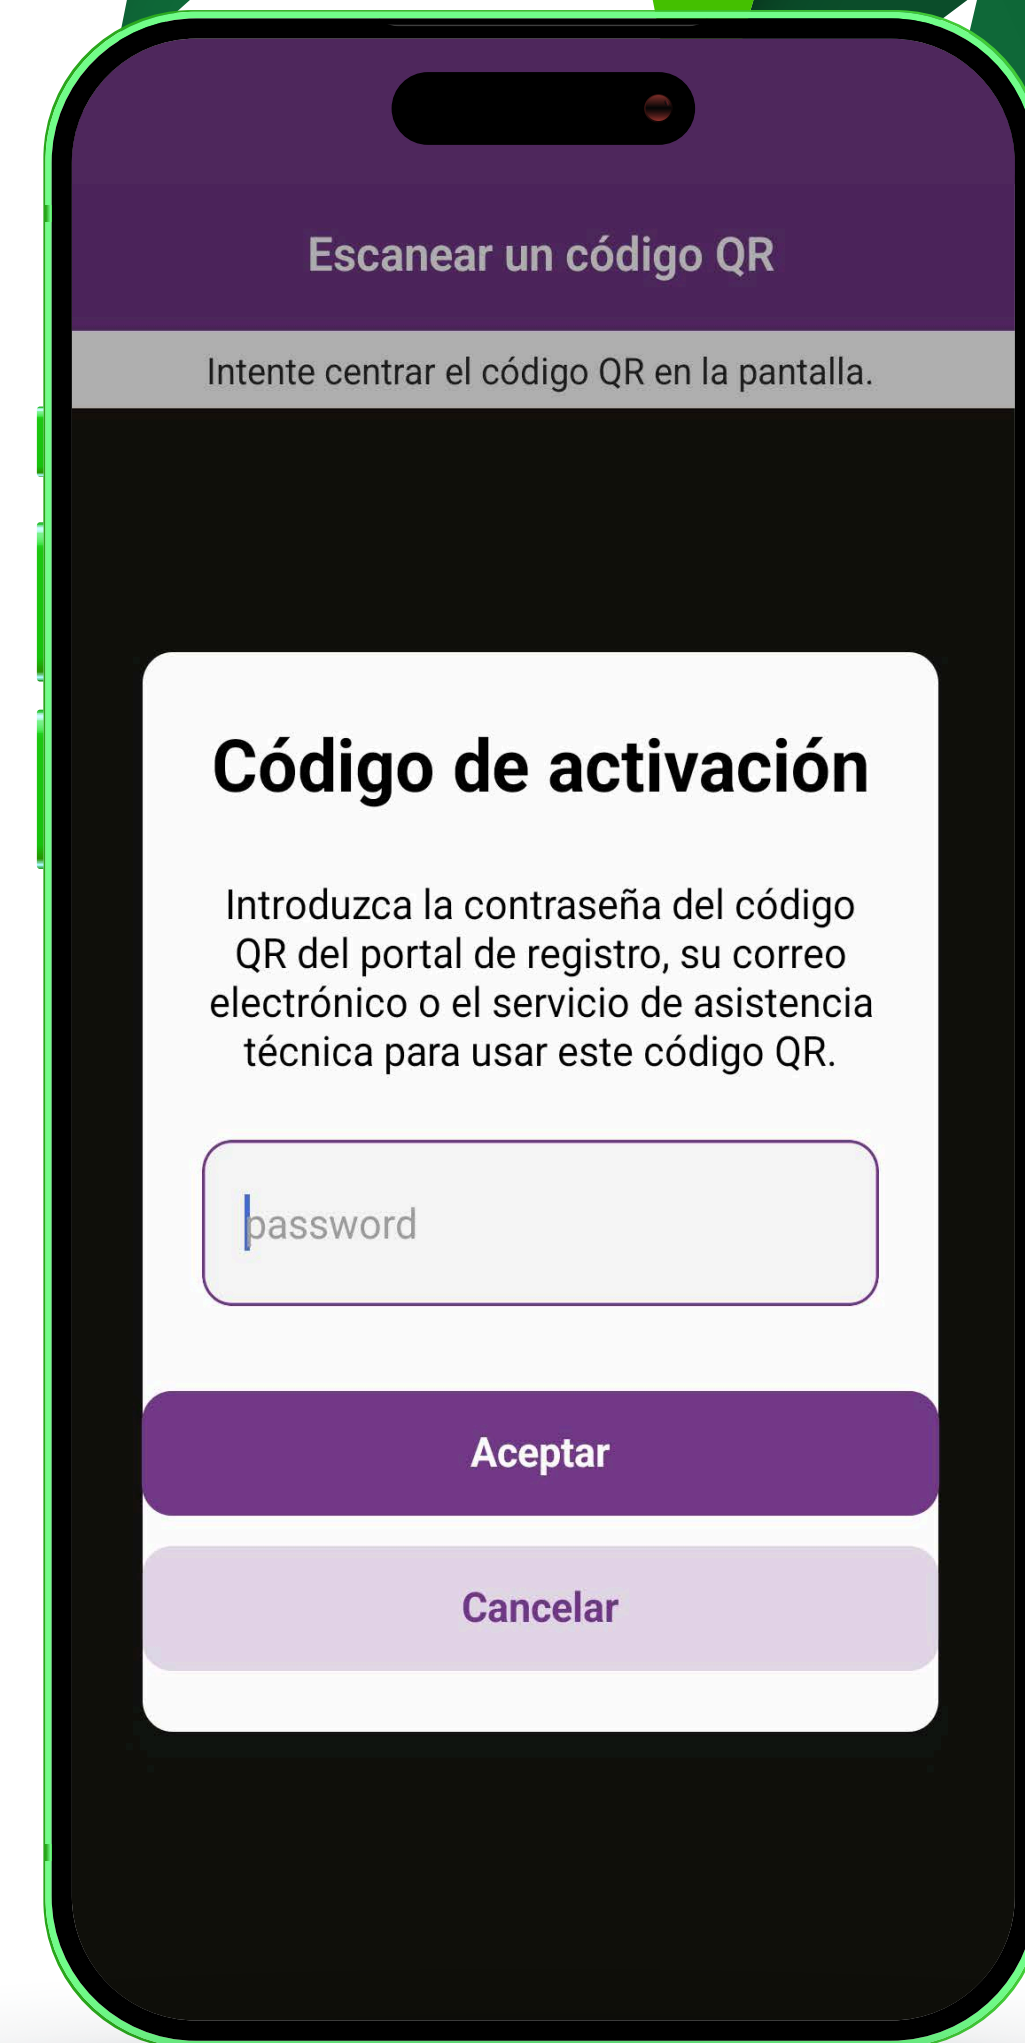 Escanear un código QR
Intente centrar el código QR en la pantalla.
Código de activación
Introduzca la contraseña del código
QR del portal de registro, su correo
electrónico o el servicio de asistencia
técnica para usar este código QR.
password
Aceptar
Cancelar